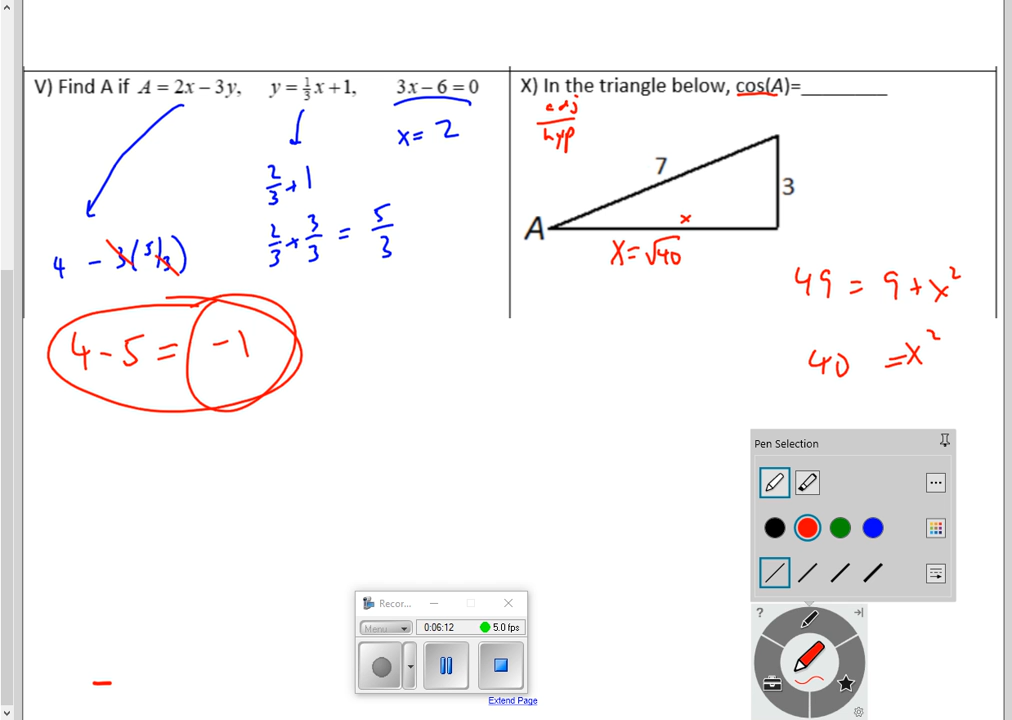 V) Find A if A = 2x − 3y, y = ⅓x + 1, 3x − 6 = 0
x = 2
2/3 + 1
2/3 + 3/3 = 5/3
4 − 3(5/3)
4 − 5 = −1
X) In the triangle below, cos(A)=________
adj
hyp
7
3
A
x
x = √40
49 = 9 + x²
40 = x²
Pen Selection
Recor...
Menu
0:06:12
5.0 fps
Extend Page
?